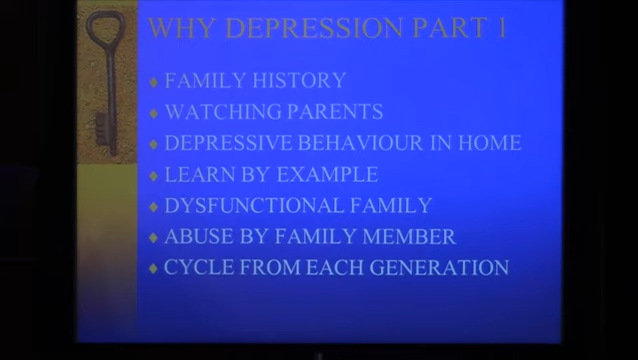 WHY DEPRESSION PART 1
FAMILY HISTORY
WATCHING PARENTS
DEPRESSIVE BEHAVIOUR IN HOME
LEARN BY EXAMPLE
DYSFUNCTIONAL FAMILY
ABUSE BY FAMILY MEMBER
CYCLE FROM EACH GENERATION